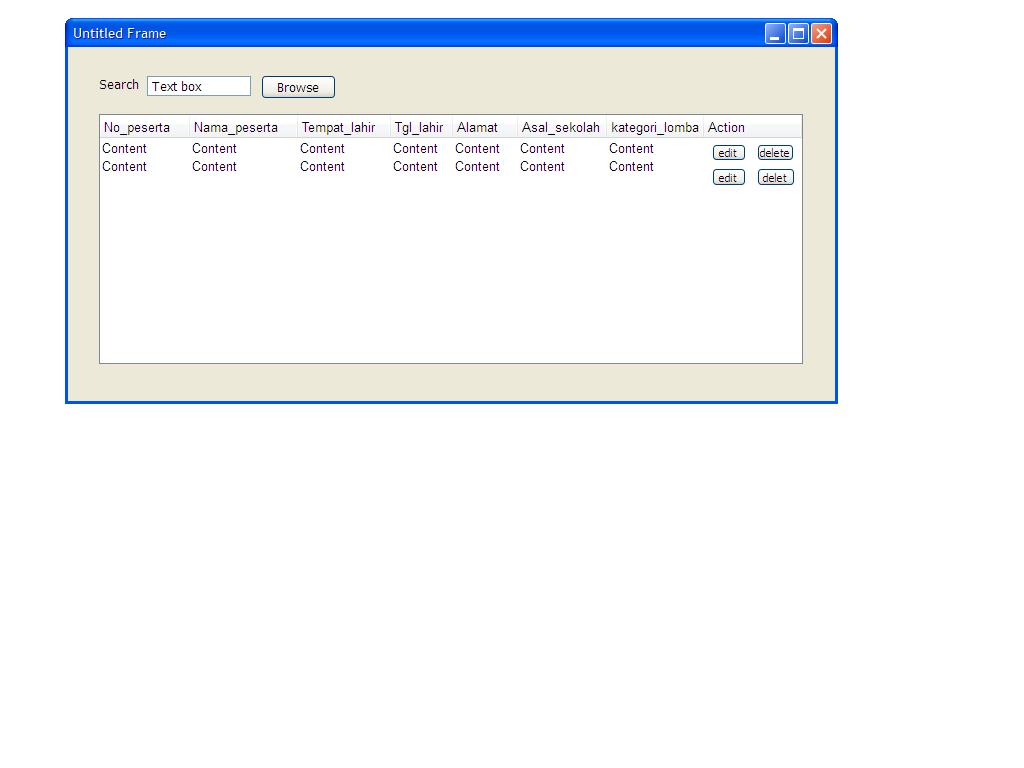 Untitled Frame
Search Text box Browse
No_peserta Nama_peserta Tempat_lahir Tgl_lahir Alamat Asal_sekolah kategori_lomba Action
Content Content Content Content Content Content Content edit delete
Content Content Content Content Content Content Content edit delet